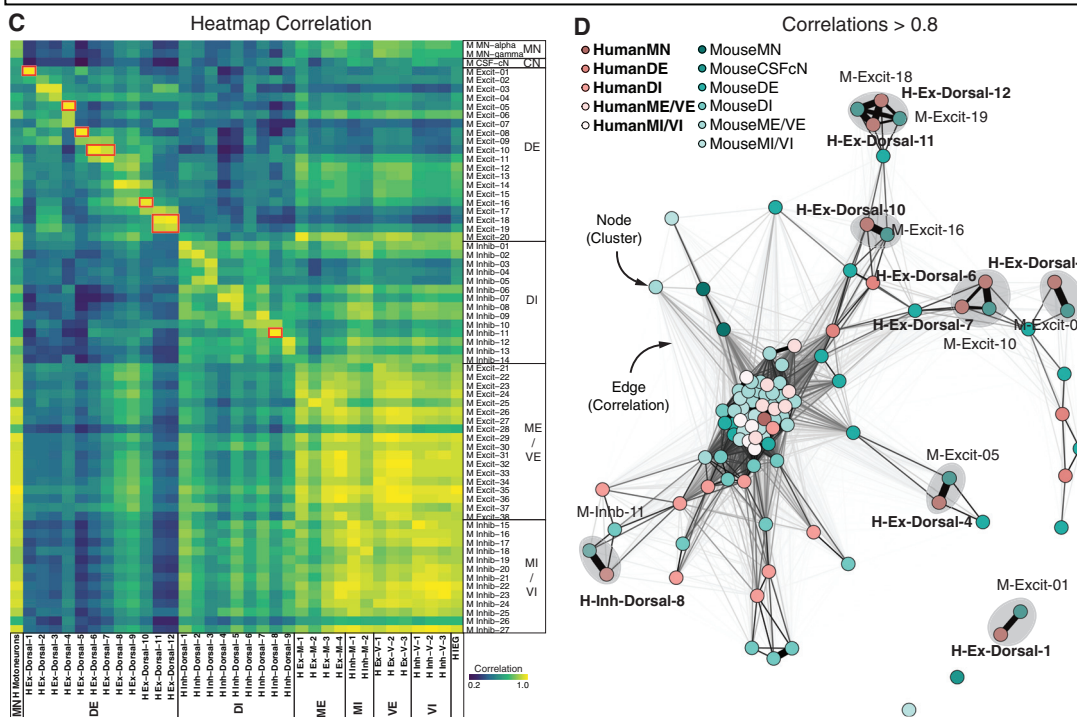 C
Heatmap Correlation
M MN-alpha
M MN-gamma
M CSF-cN
M Excit-01
M Excit-02
M Excit-03
M Excit-04
M Excit-05
M Excit-06
M Excit-07
M Excit-08
M Excit-09
M Excit-10
M Excit-11
M Excit-12
M Excit-13
M Excit-14
M Excit-15
M Excit-16
M Excit-17
M Excit-18
M Excit-19
M Excit-20
M Inhib-01
M Inhib-02
M Inhib-03
M Inhib-04
M Inhib-05
M Inhib-06
M Inhib-07
M Inhib-08
M Inhib-09
M Inhib-10
M Inhib-11
M Inhib-12
M Inhib-13
M Inhib-14
M Excit-21
M Excit-22
M Excit-23
M Excit-24
M Excit-25
M Excit-26
M Excit-27
M Excit-28
M Excit-29
M Excit-30
M Excit-31
M Excit-32
M Excit-33
M Excit-34
M Excit-35
M Excit-36
M Excit-37
M Excit-38
M Inhib-15
M Inhib-16
M Inhib-17
M Inhib-18
M Inhib-19
M Inhib-20
M Inhib-21
M Inhib-22
M Inhib-23
M Inhib-24
M Inhib-25
M Inhib-26
M Inhib-27
MN
CN
DE
DI
ME
/
VE
MI
/
VI
H Motoneurons
H Ex-Dorsal-1
H Ex-Dorsal-2
H Ex-Dorsal-3
H Ex-Dorsal-4
H Ex-Dorsal-5
H Ex-Dorsal-6
H Ex-Dorsal-7
H Ex-Dorsal-8
H Ex-Dorsal-9
H Ex-Dorsal-10
H Ex-Dorsal-11
H Ex-Dorsal-12
H Inh-Dorsal-1
H Inh-Dorsal-2
H Inh-Dorsal-3
H Inh-Dorsal-4
H Inh-Dorsal-5
H Inh-Dorsal-6
H Inh-Dorsal-7
H Inh-Dorsal-8
H Inh-Dorsal-9
H Ex-M-1
H Ex-M-2
H Ex-M-3
H Ex-M-4
H Inh-M-1
H Inh-M-2
H Ex-V-1
H Ex-V-2
H Ex-V-3
H Inh-V-1
H Inh-V-2
H Inh-V-3
H IEG
MN
DE
DI
ME
MI
VE
VI
Correlation
0.2 1.0
D
Correlations > 0.8
HumanMN
HumanDE
HumanDI
HumanME/VE
HumanMI/VI
MouseMN
MouseCSFcN
MouseDE
MouseDI
MouseME/VE
MouseMI/VI
M-Excit-18
H-Ex-Dorsal-12
M-Excit-19
H-Ex-Dorsal-11
H-Ex-Dorsal-10
M-Excit-16
Node
(Cluster)
H-Ex-Dorsal-6
H-Ex-Dorsal-
H-Ex-Dorsal-7
M-Excit-0
M-Excit-10
Edge
(Correlation)
M-Excit-05
M-Inhb-11
H-Ex-Dorsal-4
M-Excit-01
H-Inh-Dorsal-8
H-Ex-Dorsal-1